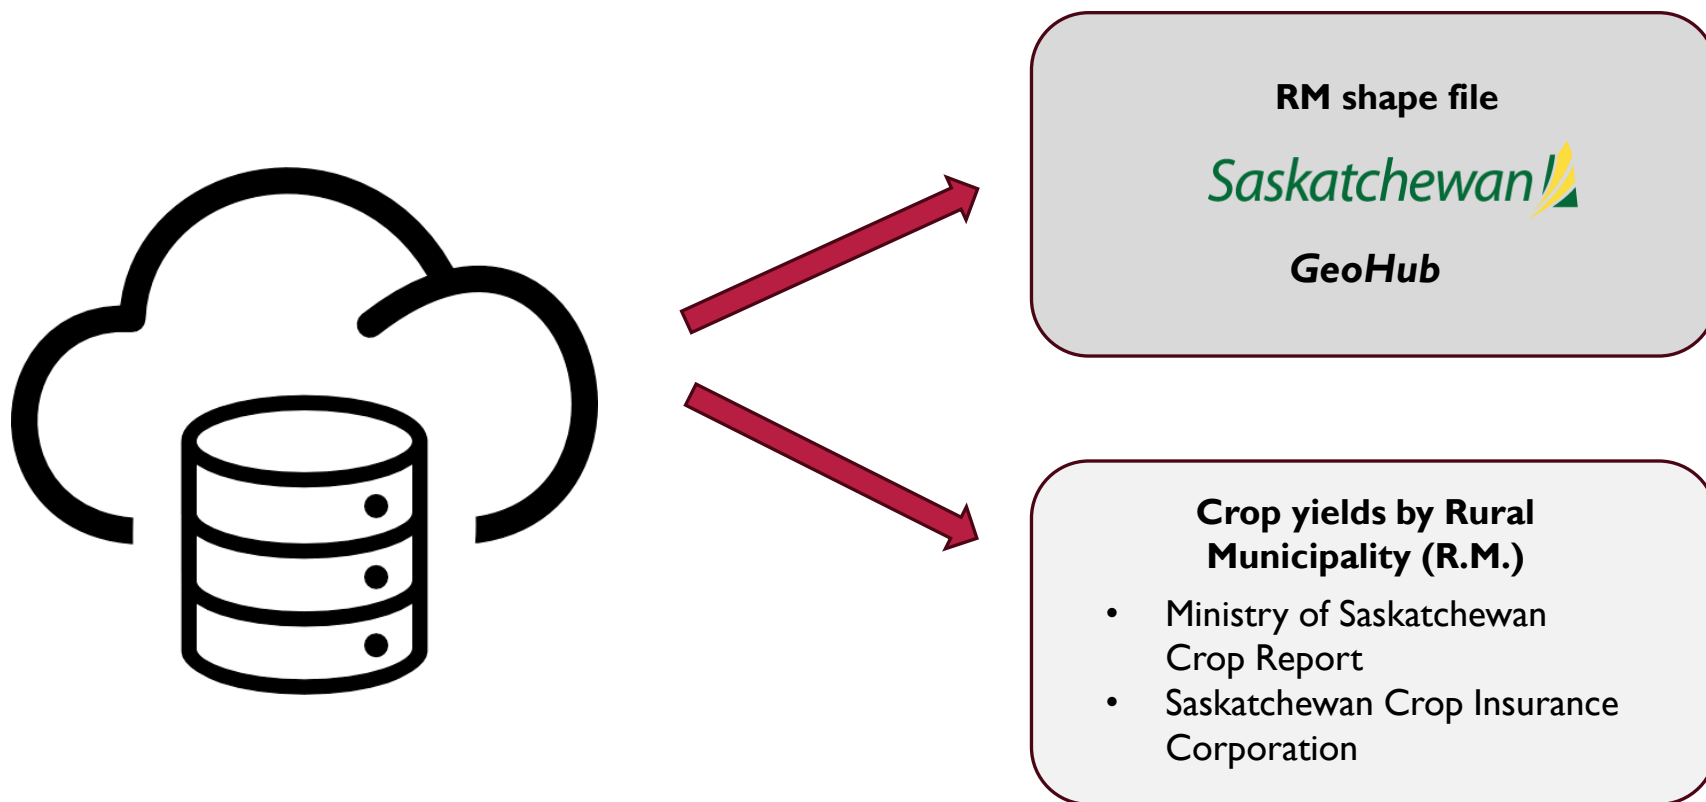 RM shape file
Saskatchewan
GeoHub
Crop yields by Rural
Municipality (R.M.)
• Ministry of Saskatchewan
Crop Report
• Saskatchewan Crop Insurance
Corporation